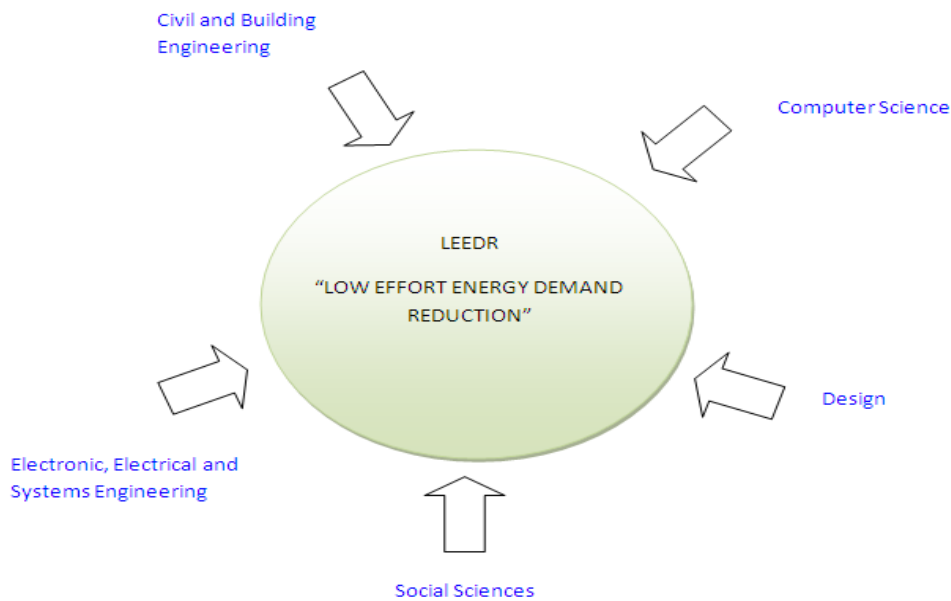 Civil and Building
Engineering
Computer Science
LEEDR
“LOW EFFORT ENERGY DEMAND
REDUCTION”
Design
Electronic, Electrical and
Systems Engineering
Social Sciences